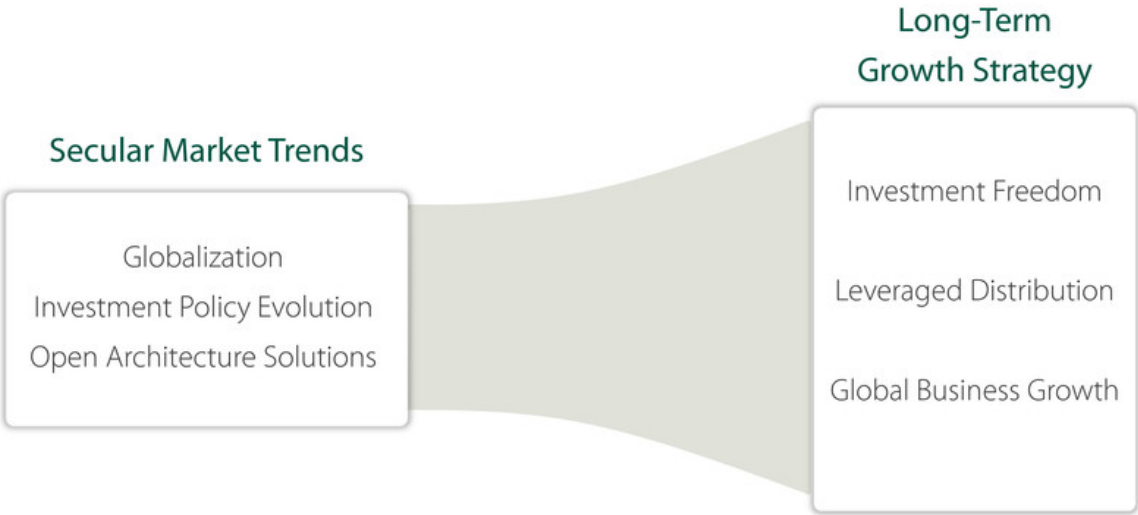 Secular Market Trends
Globalization
Investment Policy Evolution
Open Architecture Solutions
Long-Term
Growth Strategy
Investment Freedom
Leveraged Distribution
Global Business Growth